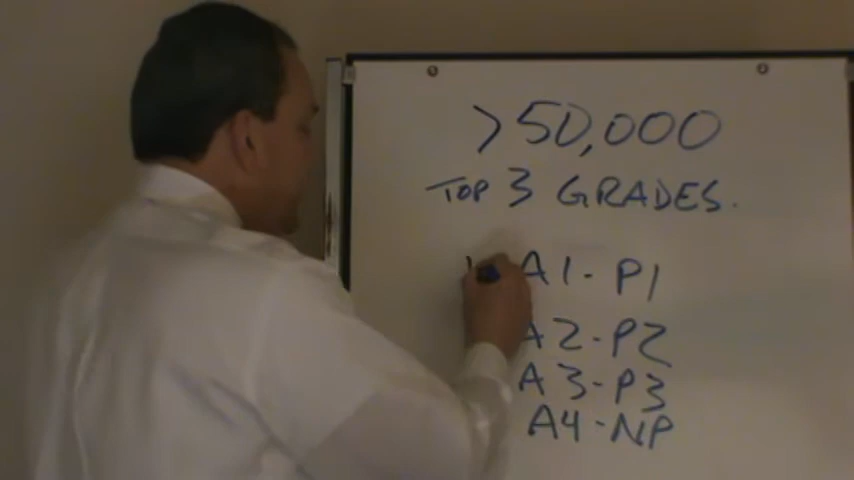 >50,000
TOP 3 GRADES.
A1-P1
A2-P2
A3-P3
A4-NP